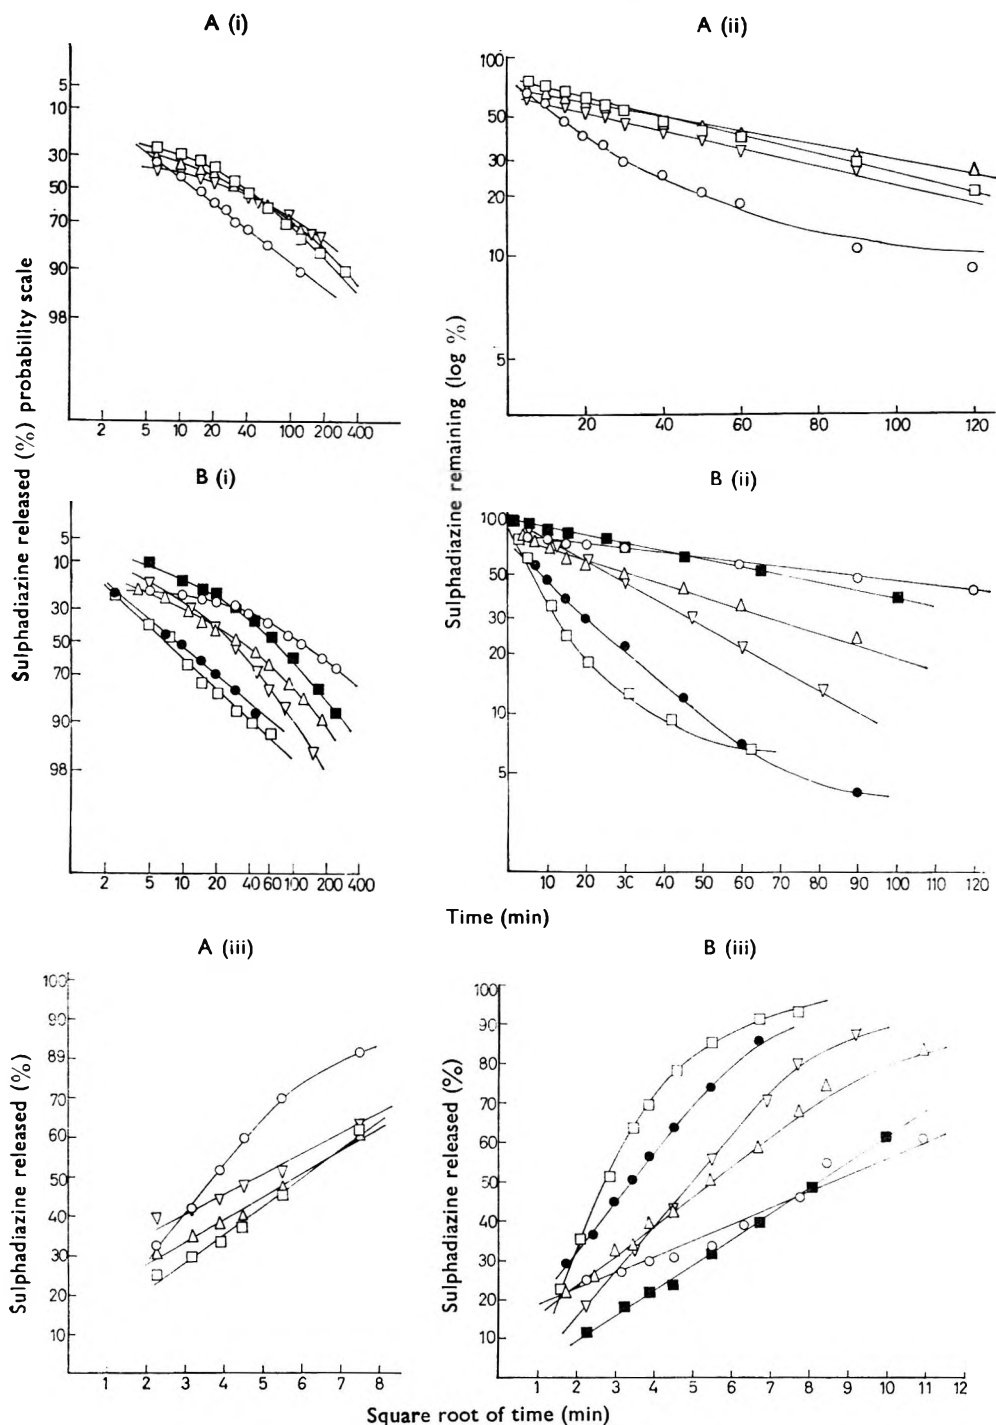 A (i)
A (ii)
5
10
30
50
70
90
98
2 5 10 20 40 100 200 400
100
50
30
20
10
5
20 40 60 80 100 120
Sulphadiazine released (%) probability scale
Sulphadiazine remaining (log %)
B (i)
B (ii)
5
10
30
50
70
90
98
2 5 10 20 40 60 100 200 400
100
50
30
20
10
5
10 20 30 40 50 60 70 80 90 100 110 120
Time (min)
A (iii)
B (iii)
100
90
89
70
60
50
40
30
20
10
1 2 3 4 5 6 7 8
Sulphadiazine released (%)
100
90
80
70
60
50
40
30
20
10
1 2 3 4 5 6 7 8 9 10 11 12
Sulphadiazine released (%)
Square root of time (min)